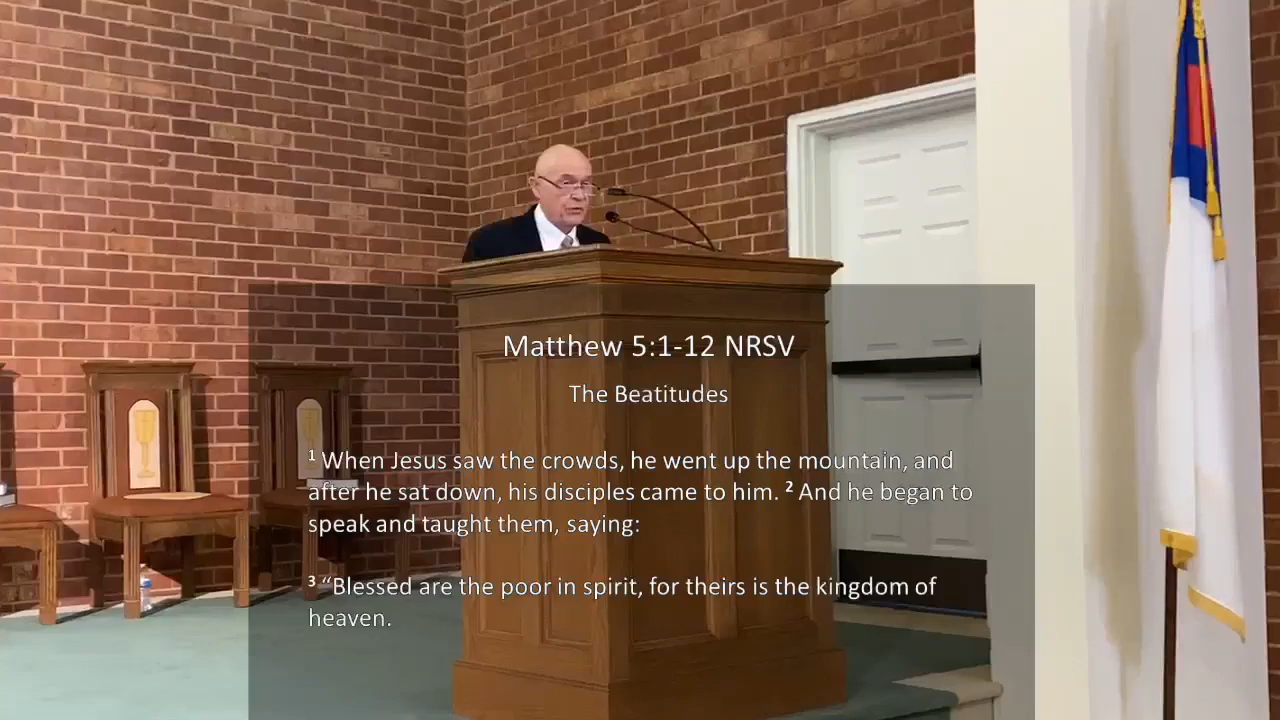 Matthew 5:1-12 NRSV
The Beatitudes
¹ When Jesus saw the crowds, he went up the mountain, and
after he sat down, his disciples came to him. ² And he began to
speak and taught them, saying:
³ “Blessed are the poor in spirit, for theirs is the kingdom of
heaven.